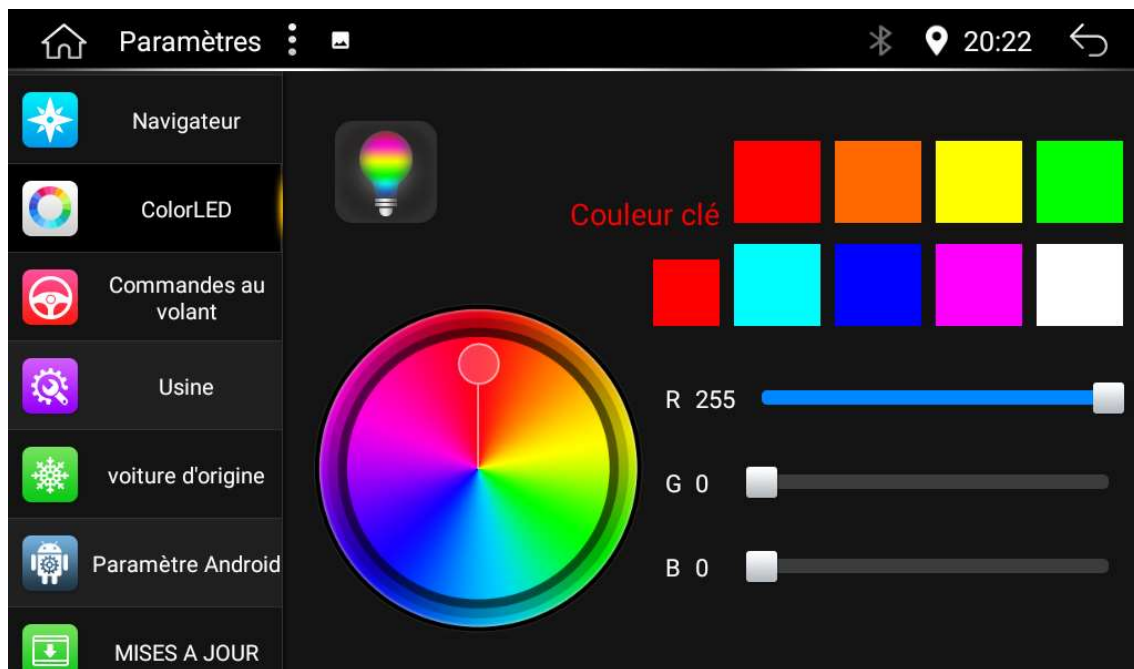 Paramètres
20:22
Navigateur
ColorLED
Commandes au
volant
Usine
voiture d'origine
Paramètre Android
MISES A JOUR
Couleur clé
R 255
G 0
B 0